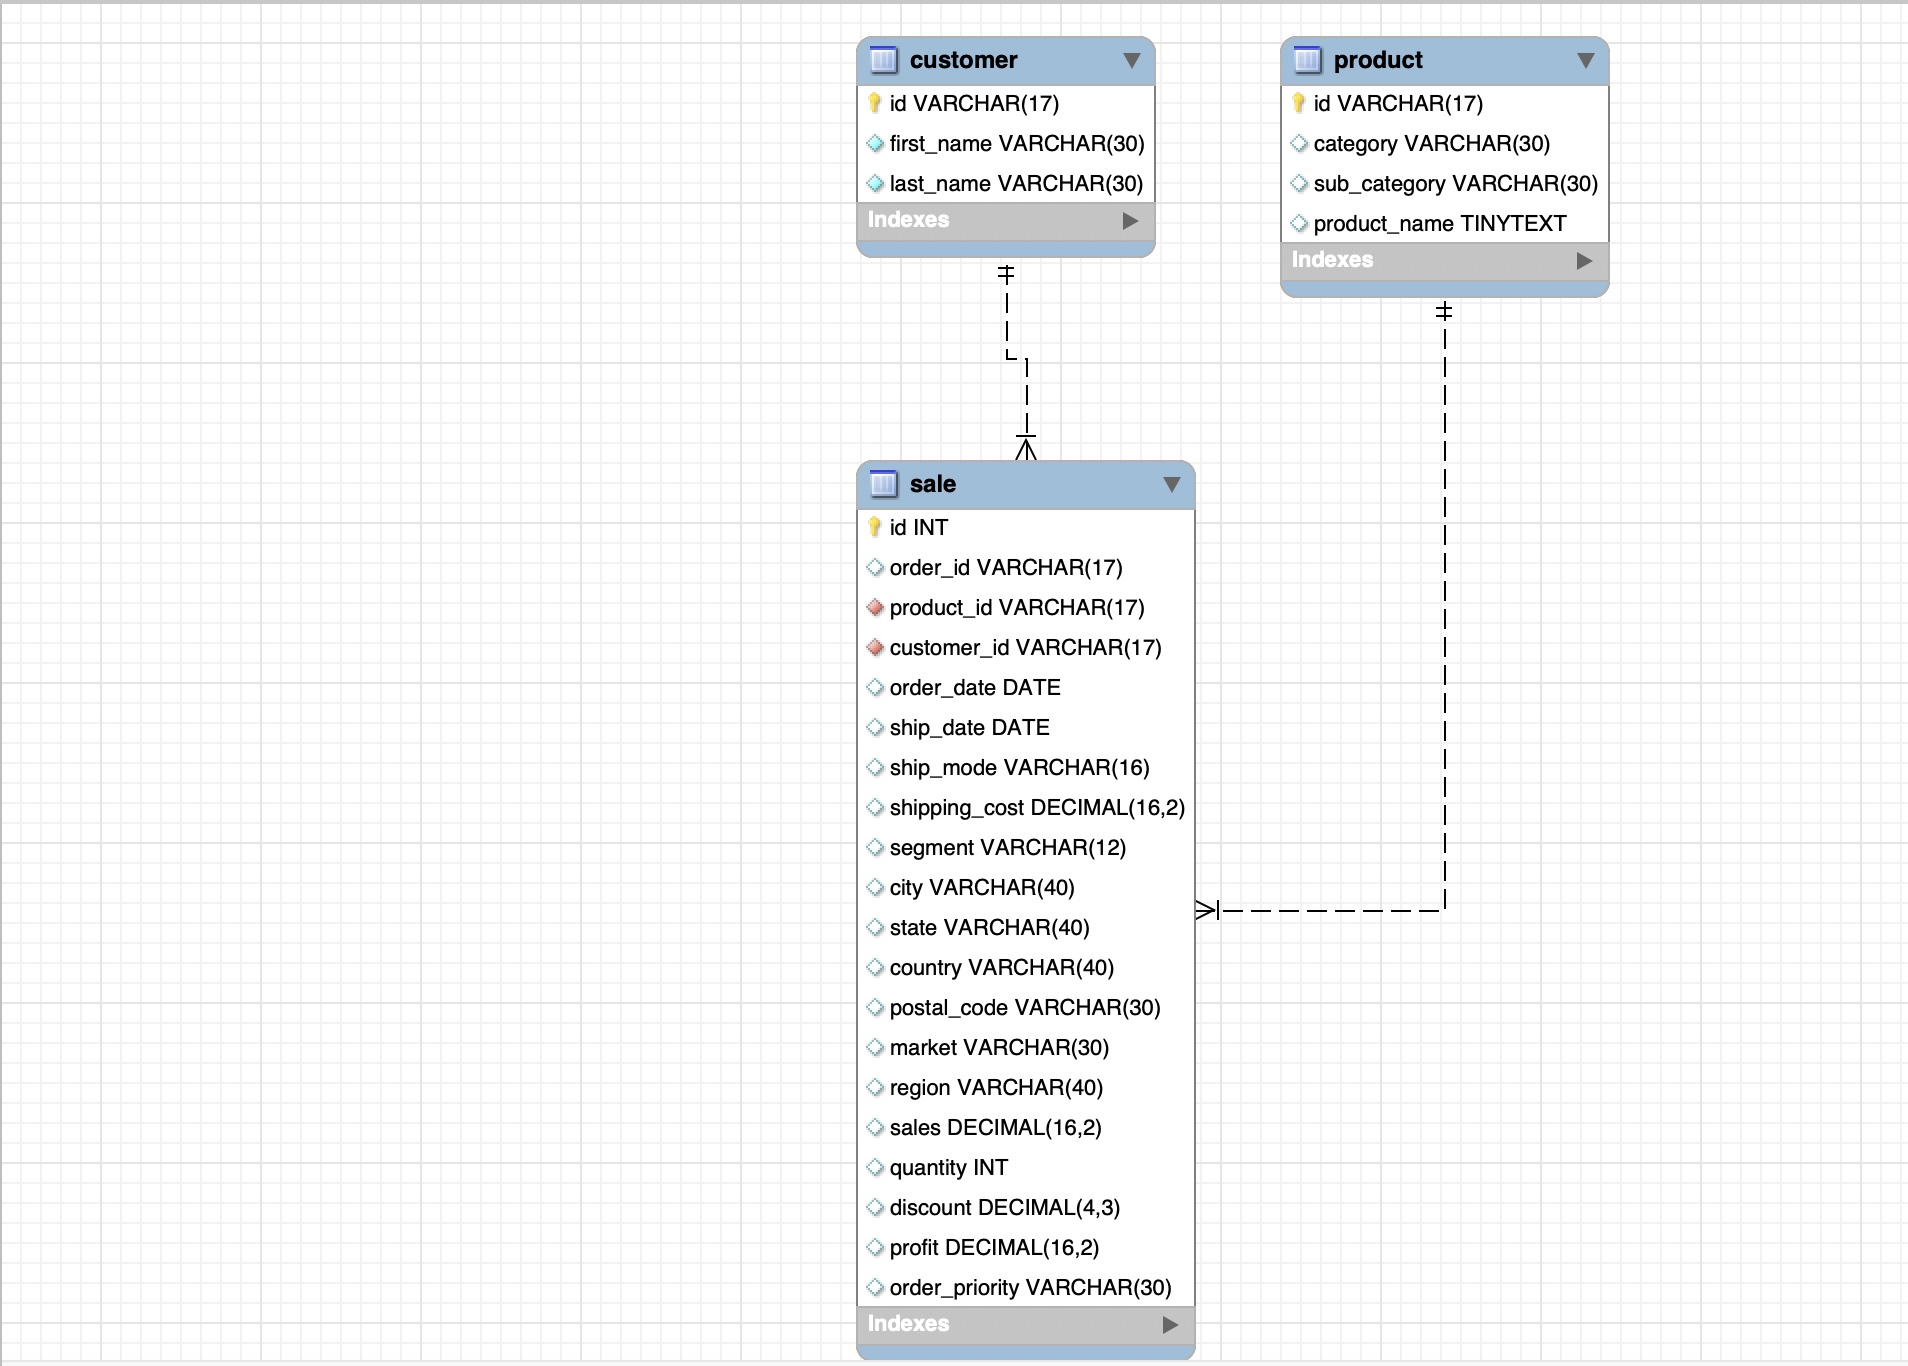 customer
id VARCHAR(17)
first_name VARCHAR(30)
last_name VARCHAR(30)
Indexes
product
id VARCHAR(17)
category VARCHAR(30)
sub_category VARCHAR(30)
product_name TINYTEXT
Indexes
sale
id INT
order_id VARCHAR(17)
product_id VARCHAR(17)
customer_id VARCHAR(17)
order_date DATE
ship_date DATE
ship_mode VARCHAR(16)
shipping_cost DECIMAL(16,2)
segment VARCHAR(12)
city VARCHAR(40)
state VARCHAR(40)
country VARCHAR(40)
postal_code VARCHAR(30)
market VARCHAR(30)
region VARCHAR(40)
sales DECIMAL(16,2)
quantity INT
discount DECIMAL(4,3)
profit DECIMAL(16,2)
order_priority VARCHAR(30)
Indexes